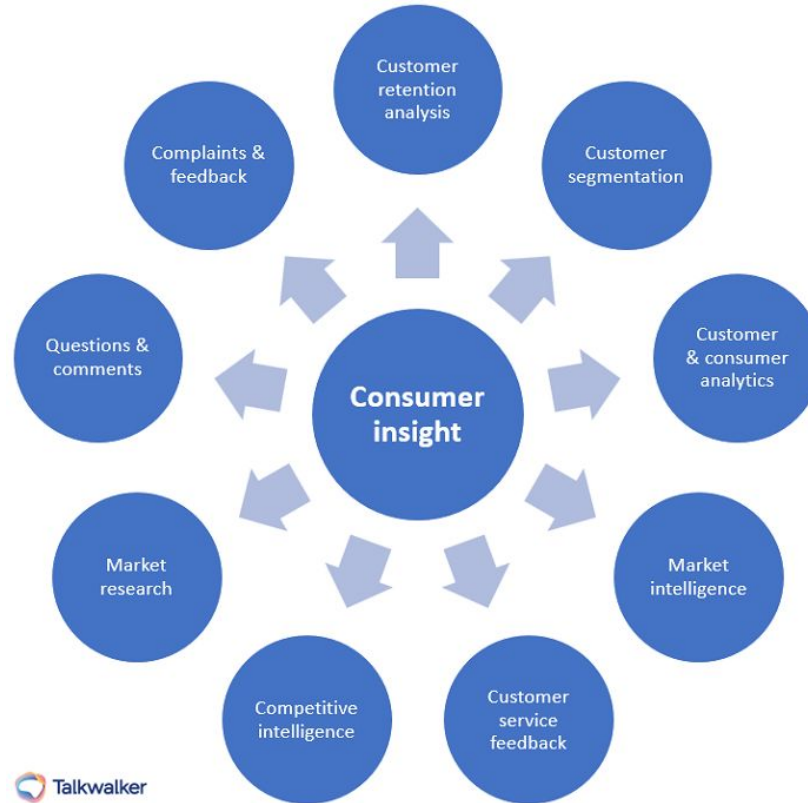 Customer
retention
analysis
Complaints &
feedback
Customer
segmentation
Questions &
comments
Consumer
insight
Customer
& consumer
analytics
Market
research
Market
intelligence
Competitive
intelligence
Customer
service
feedback
Talkwalker